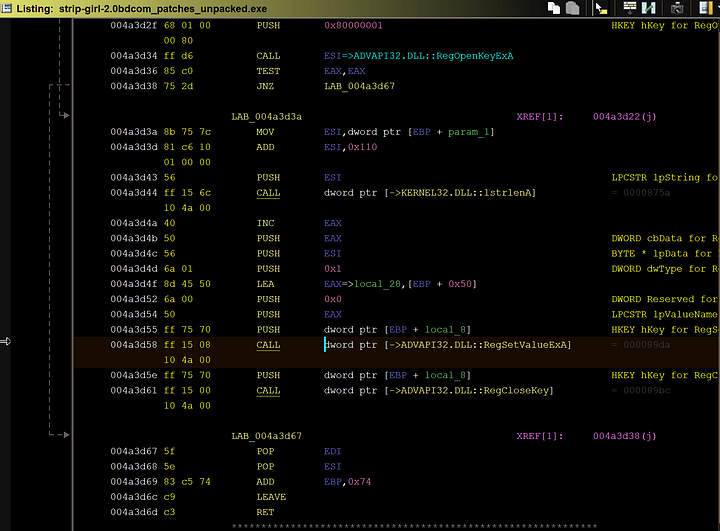 Listing: strip-girl-2.0bdcom_patches_unpacked.exe
004a3d2f 68 01 00 PUSH 0x80000001 HKEY hKey for RegO
00 80
004a3d34 ff d6 CALL ESI=>ADVAPI32.DLL::RegOpenKeyExA
004a3d36 85 c0 TEST EAX,EAX
004a3d38 75 2d JNZ LAB_004a3d67
LAB_004a3d3a XREF[1]: 004a3d22(j)
004a3d3a 8b 75 7c MOV ESI,dword ptr [EBP + param_1]
004a3d3d 81 c6 10 ADD ESI,0x110
01 00 00
004a3d43 56 PUSH ESI LPCSTR lpString fo
004a3d44 ff 15 6c CALL dword ptr [->KERNEL32.DLL::lstrlenA] = 0000875a
10 4a 00
004a3d4a 40 INC EAX
004a3d4b 50 PUSH EAX DWORD cbData for Re
004a3d4c 56 PUSH ESI BYTE * lpData for
004a3d4d 6a 01 PUSH 0x1 DWORD dwType for R
004a3d4f 8d 45 50 LEA EAX=>local_28,[EBP + 0x50]
004a3d52 6a 00 PUSH 0x0 DWORD Reserved for
004a3d54 50 PUSH EAX LPCSTR lpValueName
004a3d55 ff 75 70 PUSH dword ptr [EBP + local_8] HKEY hKey for RegS
004a3d58 ff 15 08 CALL dword ptr [->ADVAPI32.DLL::RegSetValueExA] = 000089da
10 4a 00
004a3d5e ff 75 70 PUSH dword ptr [EBP + local_8] HKEY hKey for RegC
004a3d61 ff 15 00 CALL dword ptr [->ADVAPI32.DLL::RegCloseKey] = 000089bc
10 4a 00
LAB_004a3d67 XREF[1]: 004a3d38(j)
004a3d67 5f POP EDI
004a3d68 5e POP ESI
004a3d69 83 c5 74 ADD EBP,0x74
004a3d6c c9 LEAVE
004a3d6d c3 RET